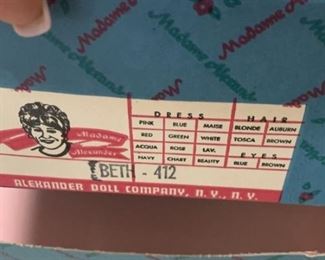 Madame Alexander
Madame
Madame
DRESS HAIR
PINK BLUE MAISE BLONDE AUBURN
RED GREEN WHITE TOSCA BROWN
ACQUA ROSE LAV. EYES
NAVY CHART BEAUTY BLUE BROWN
Madame
Alexander
BETH - 412
ALEXANDER DOLL COMPANY, N.Y., N.Y.